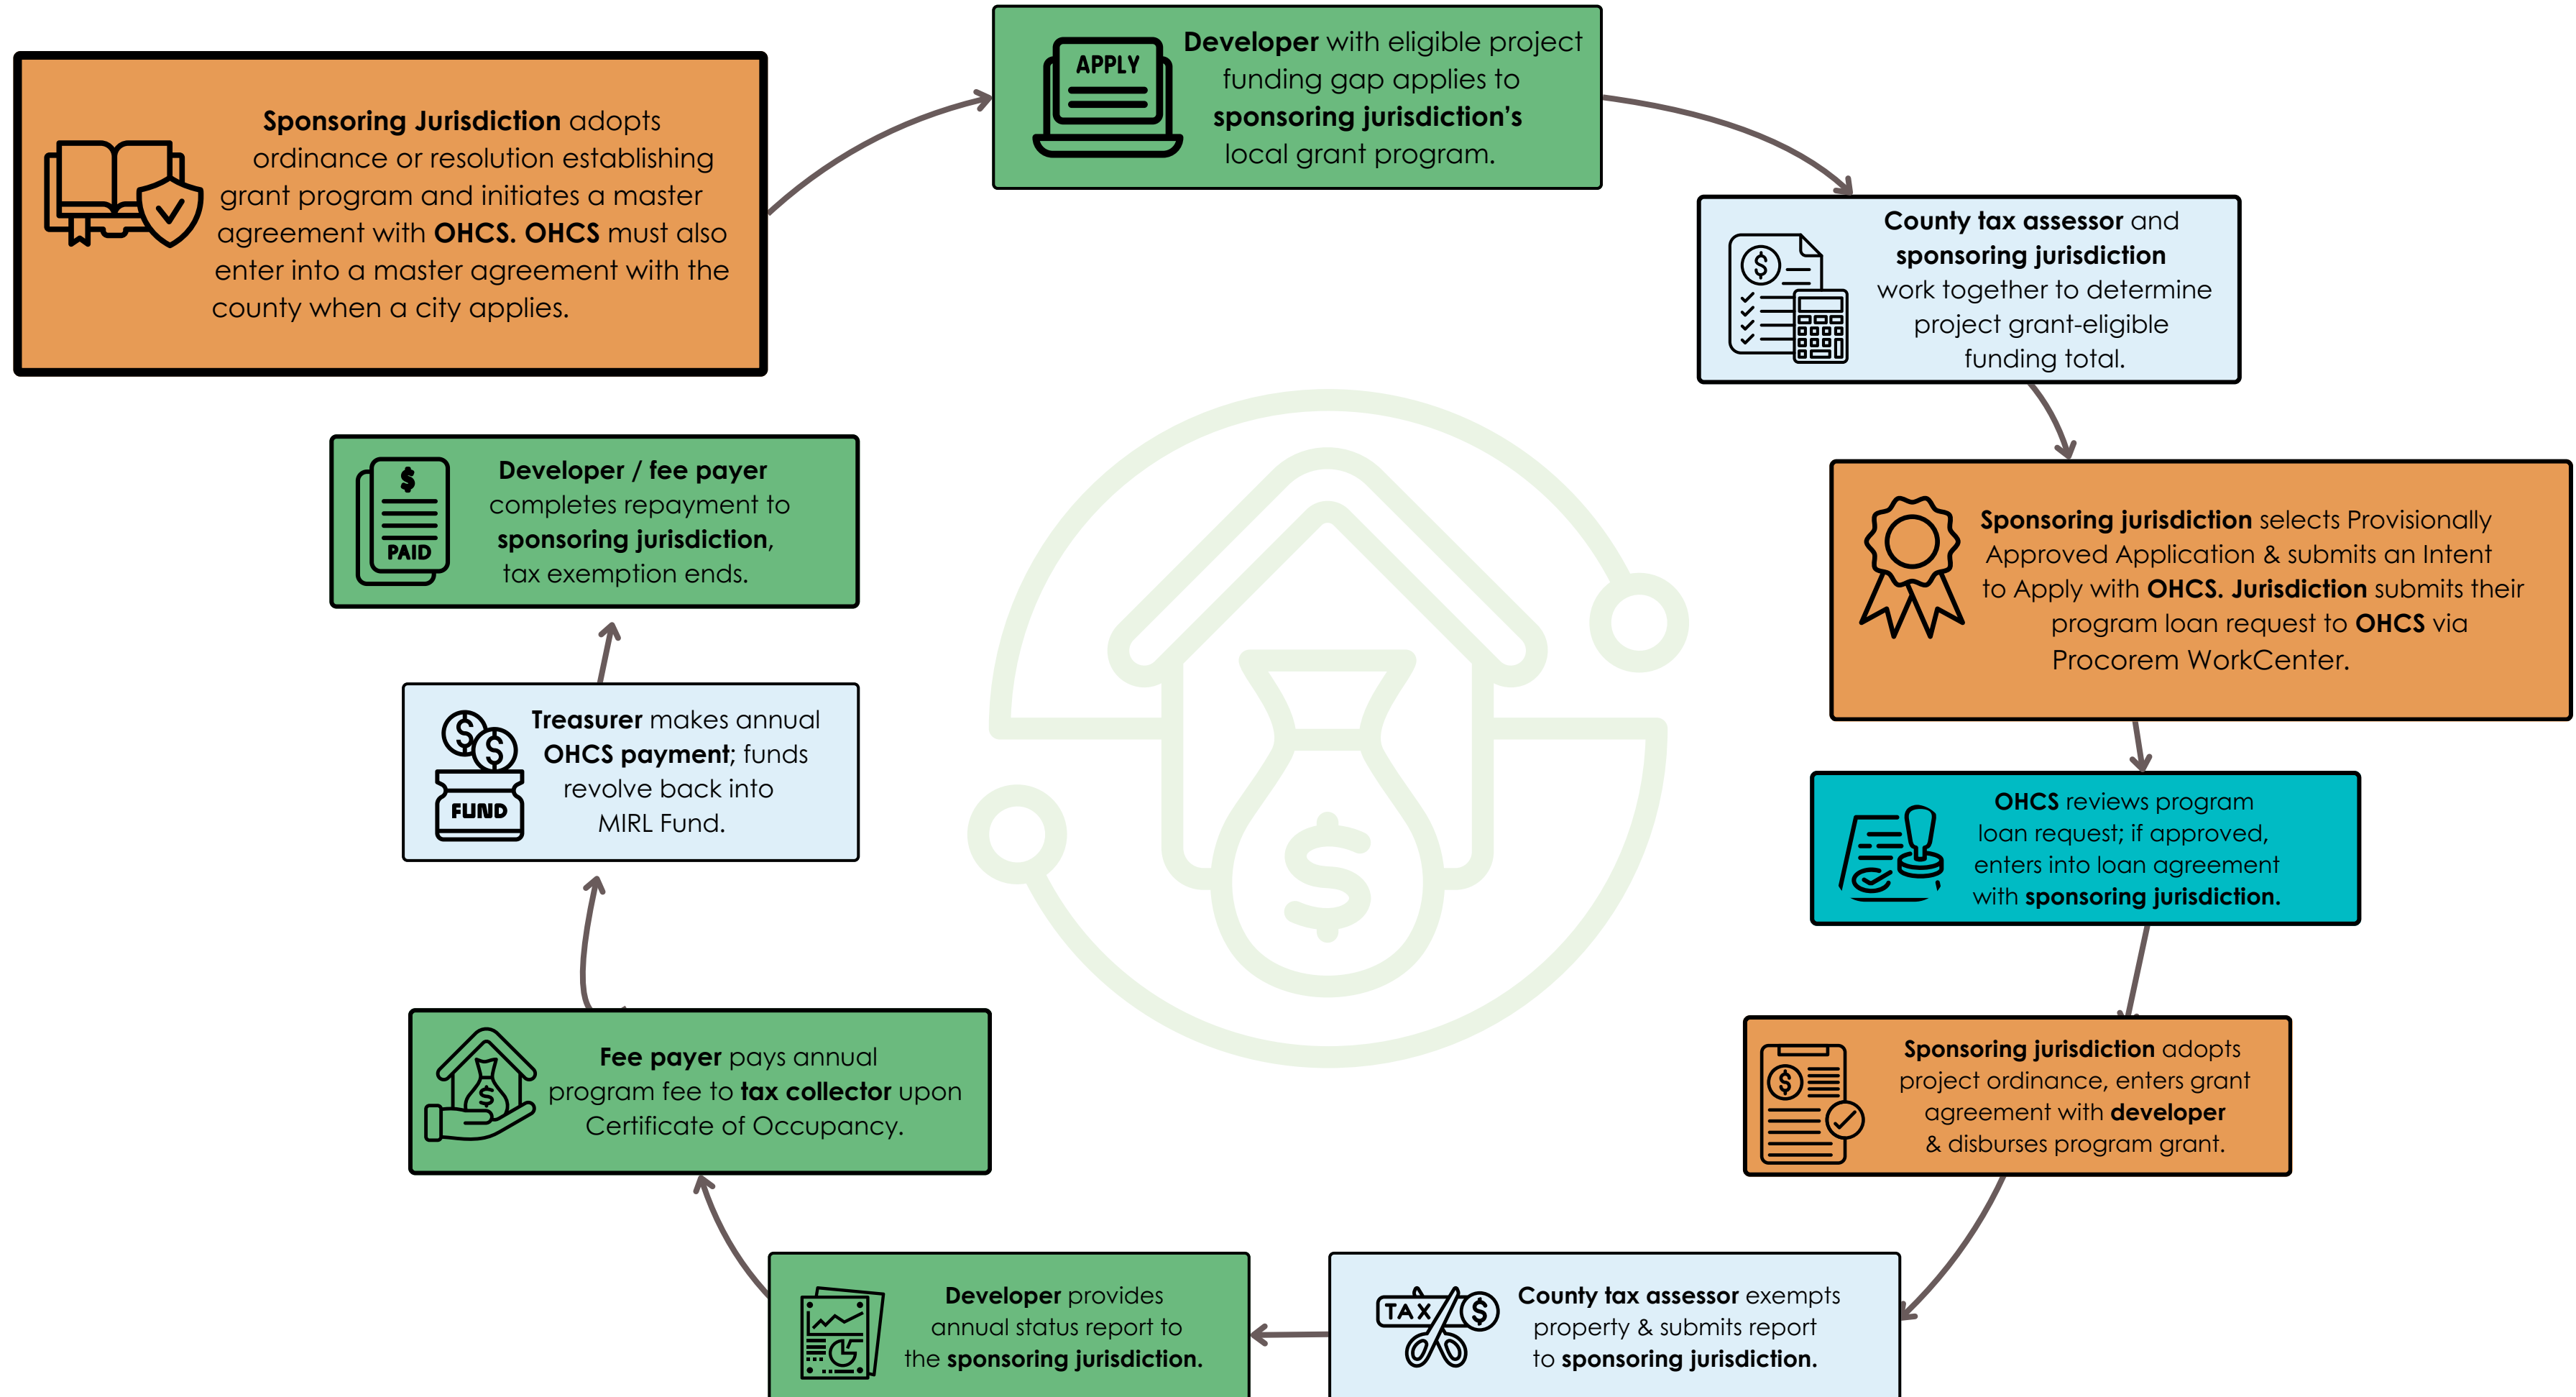 Sponsoring Jurisdiction adopts
ordinance or resolution establishing
grant program and initiates a master
agreement with OHCS. OHCS must also
enter into a master agreement with the
county when a city applies.
APPLY
Developer with eligible project
funding gap applies to
sponsoring jurisdiction’s
local grant program.
$
County tax assessor and
sponsoring jurisdiction
work together to determine
project grant-eligible
funding total.
Sponsoring jurisdiction selects Provisionally
Approved Application & submits an Intent
to Apply with OHCS. Jurisdiction submits their
program loan request to OHCS via
Procorem WorkCenter.
OHCS reviews program
loan request; if approved,
enters into loan agreement
with sponsoring jurisdiction.
$
Sponsoring jurisdiction adopts
project ordinance, enters grant
agreement with developer
& disburses program grant.
TAX $
County tax assessor exempts
property & submits report
to sponsoring jurisdiction.
Developer provides
annual status report to
the sponsoring jurisdiction.
$
Fee payer pays annual
program fee to tax collector upon
Certificate of Occupancy.
$ $
FUND
Treasurer makes annual
OHCS payment; funds
revolve back into
MIRL Fund.
$
PAID
Developer / fee payer
completes repayment to
sponsoring jurisdiction,
tax exemption ends.
$